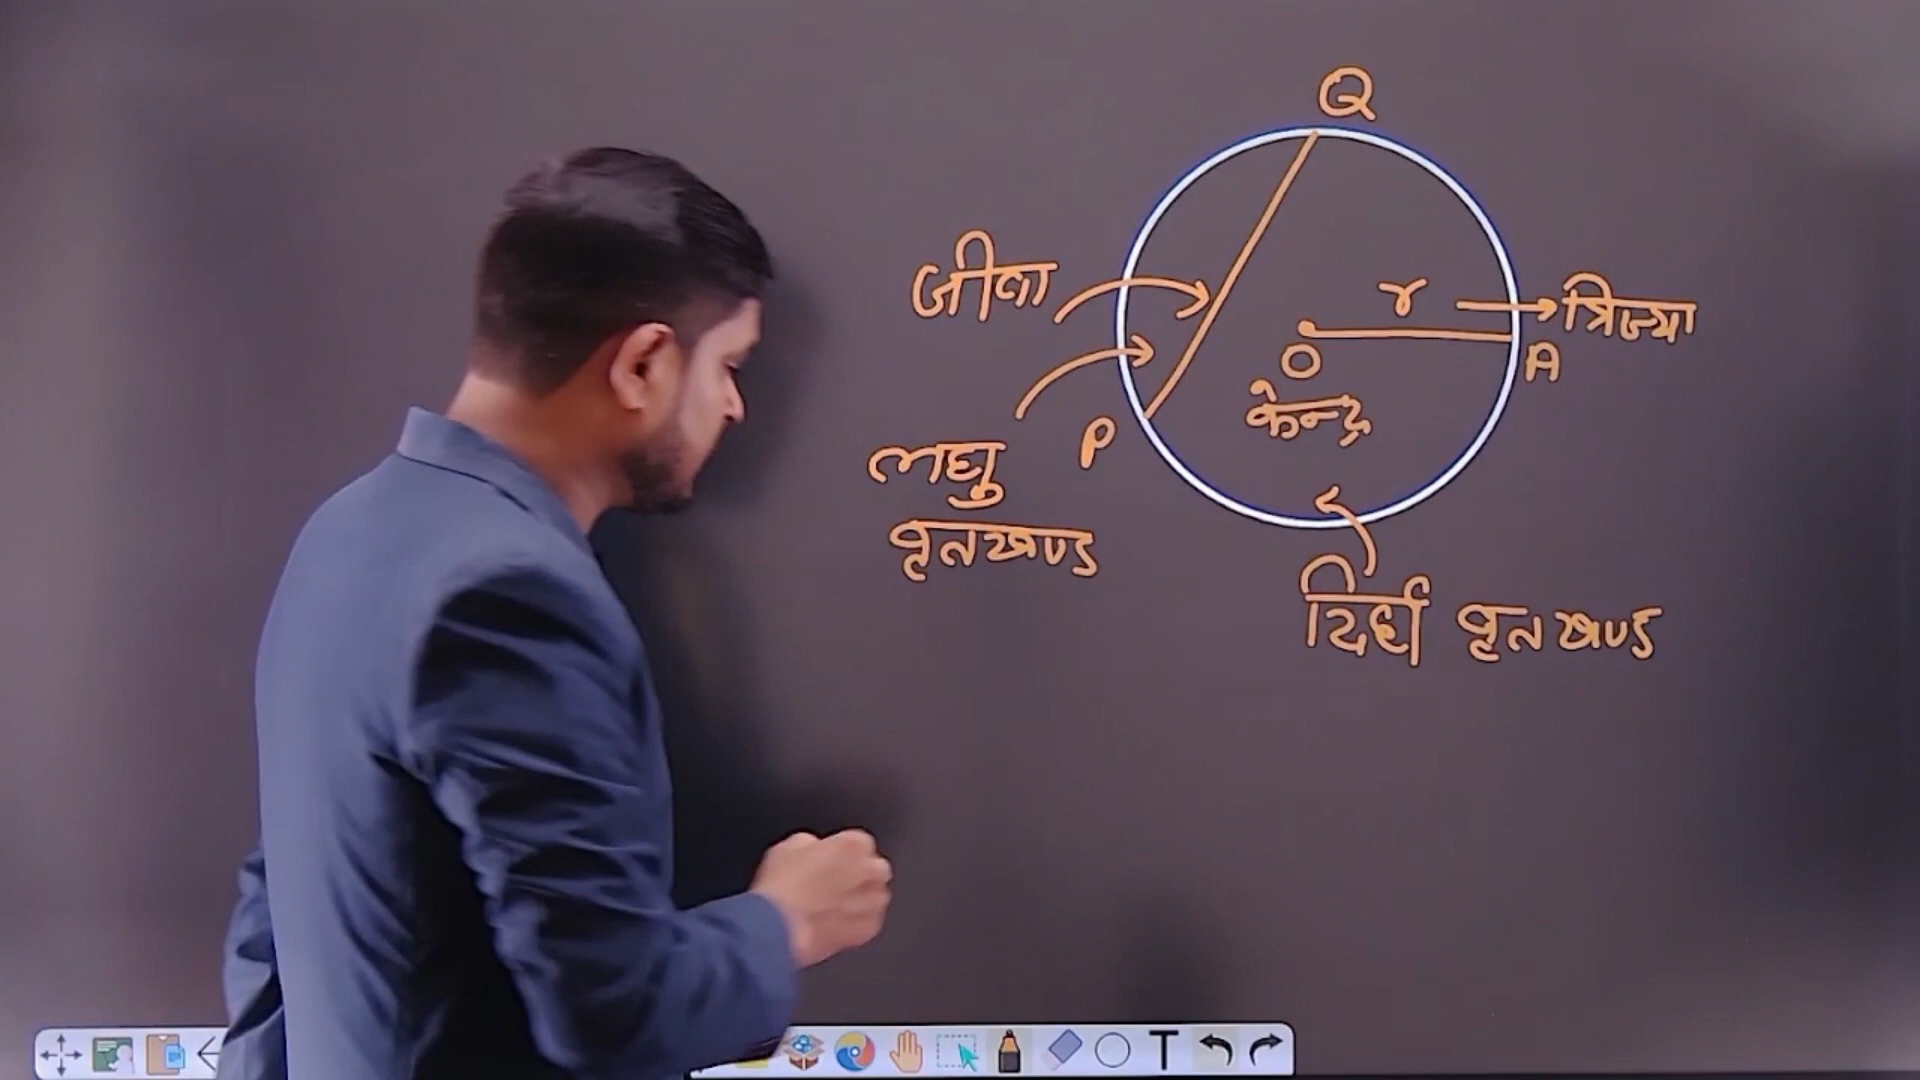 Q
जीवा
r
त्रिज्या
O
A
केन्द्र
P
लघु
वृतखण्ड
दिर्घ वृतखण्ड
T